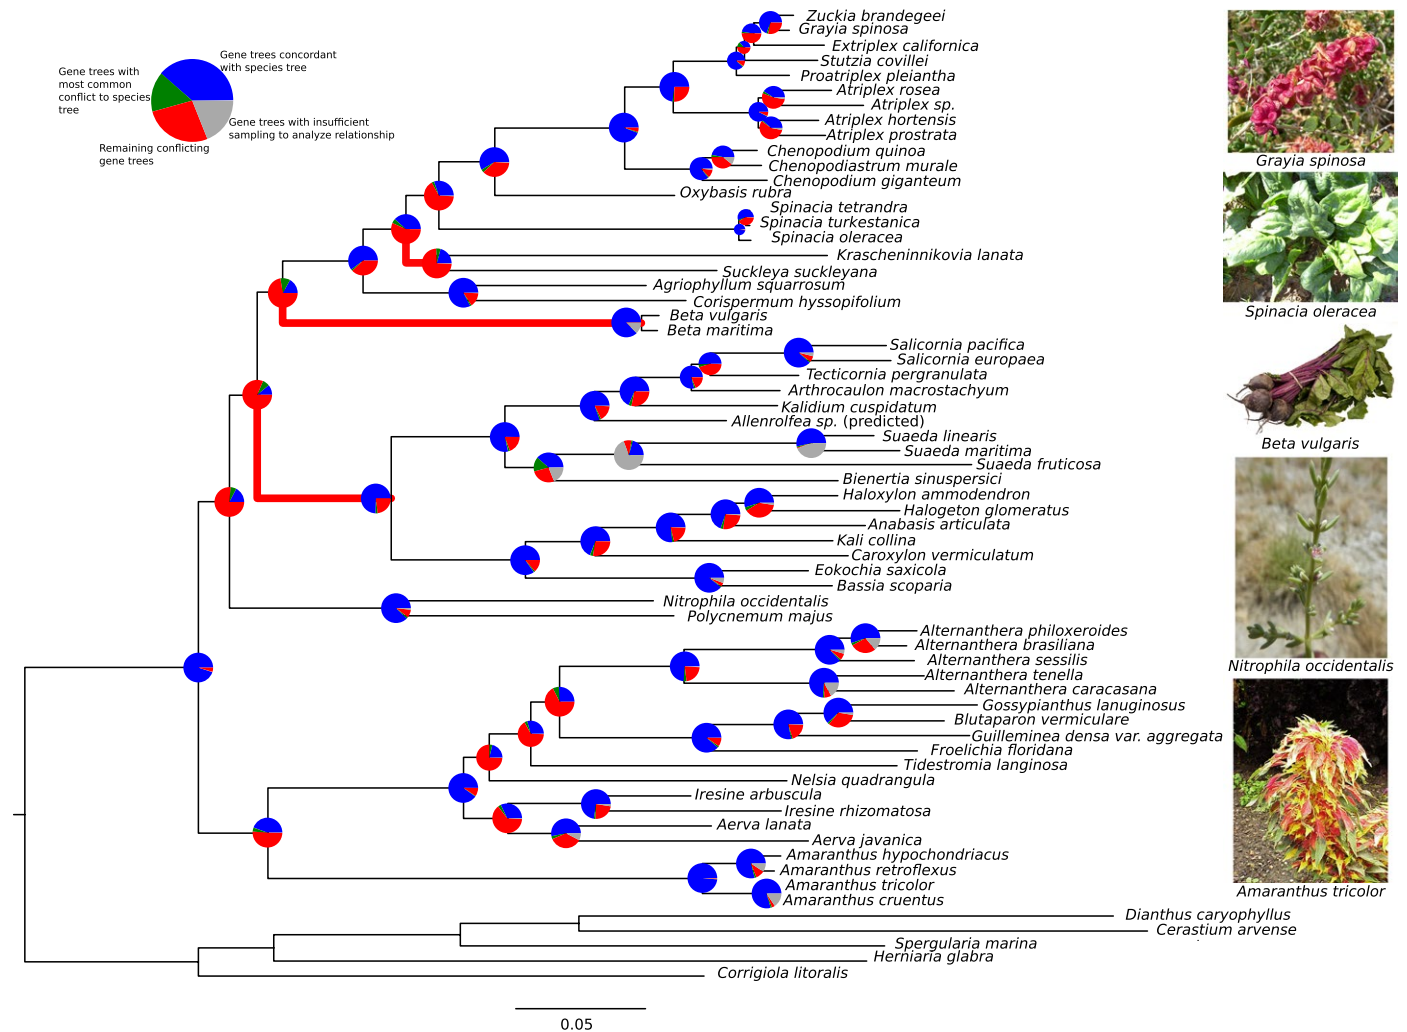 Gene trees concordant
with species tree
Gene trees with
most common
conflict to species
tree
Gene trees with insufficient
sampling to analyze relationship
Remaining conflicting
gene trees
Zuckia brandegeei
Grayia spinosa
Extriplex californica
Stutzia covillei
Proatriplex pleiantha
Atriplex rosea
Atriplex sp.
Atriplex hortensis
Atriplex prostrata
Chenopodium quinoa
Chenopodiastrum murale
Chenopodium giganteum
Oxybasis rubra
Spinacia tetrandra
Spinacia turkestanica
Spinacia oleracea
Krascheninnikovia lanata
Suckleya suckleyana
Agriophyllum squarrosum
Corispermum hyssopifolium
Beta vulgaris
Beta maritima
Salicornia pacifica
Salicornia europaea
Tecticornia pergranulata
Arthrocaulon macrostachyum
Kalidium cuspidatum
Allenrolfea sp. (predicted)
Suaeda linearis
Suaeda maritima
Suaeda fruticosa
Bienertia sinuspersici
Haloxylon ammodendron
Halogeton glomeratus
Anabasis articulata
Kali collina
Caroxylon vermiculatum
Eokochia saxicola
Bassia scoparia
Nitrophila occidentalis
Polycnemum majus
Alternanthera philoxeroides
Alternanthera brasiliana
Alternanthera sessilis
Alternanthera tenella
Alternanthera caracasana
Gossypianthus lanuginosus
Blutaparon vermiculare
Guilleminea densa var. aggregata
Froelichia floridana
Tidestromia langinosa
Nelsia quadrangula
Iresine arbuscula
Iresine rhizomatosa
Aerva lanata
Aerva javanica
Amaranthus hypochondriacus
Amaranthus retroflexus
Amaranthus tricolor
Amaranthus cruentus
Dianthus caryophyllus
Cerastium arvense
Spergularia marina
Herniaria glabra
Corrigiola litoralis
0.05
Grayia spinosa
Spinacia oleracea
Beta vulgaris
Nitrophila occidentalis
Amaranthus tricolor